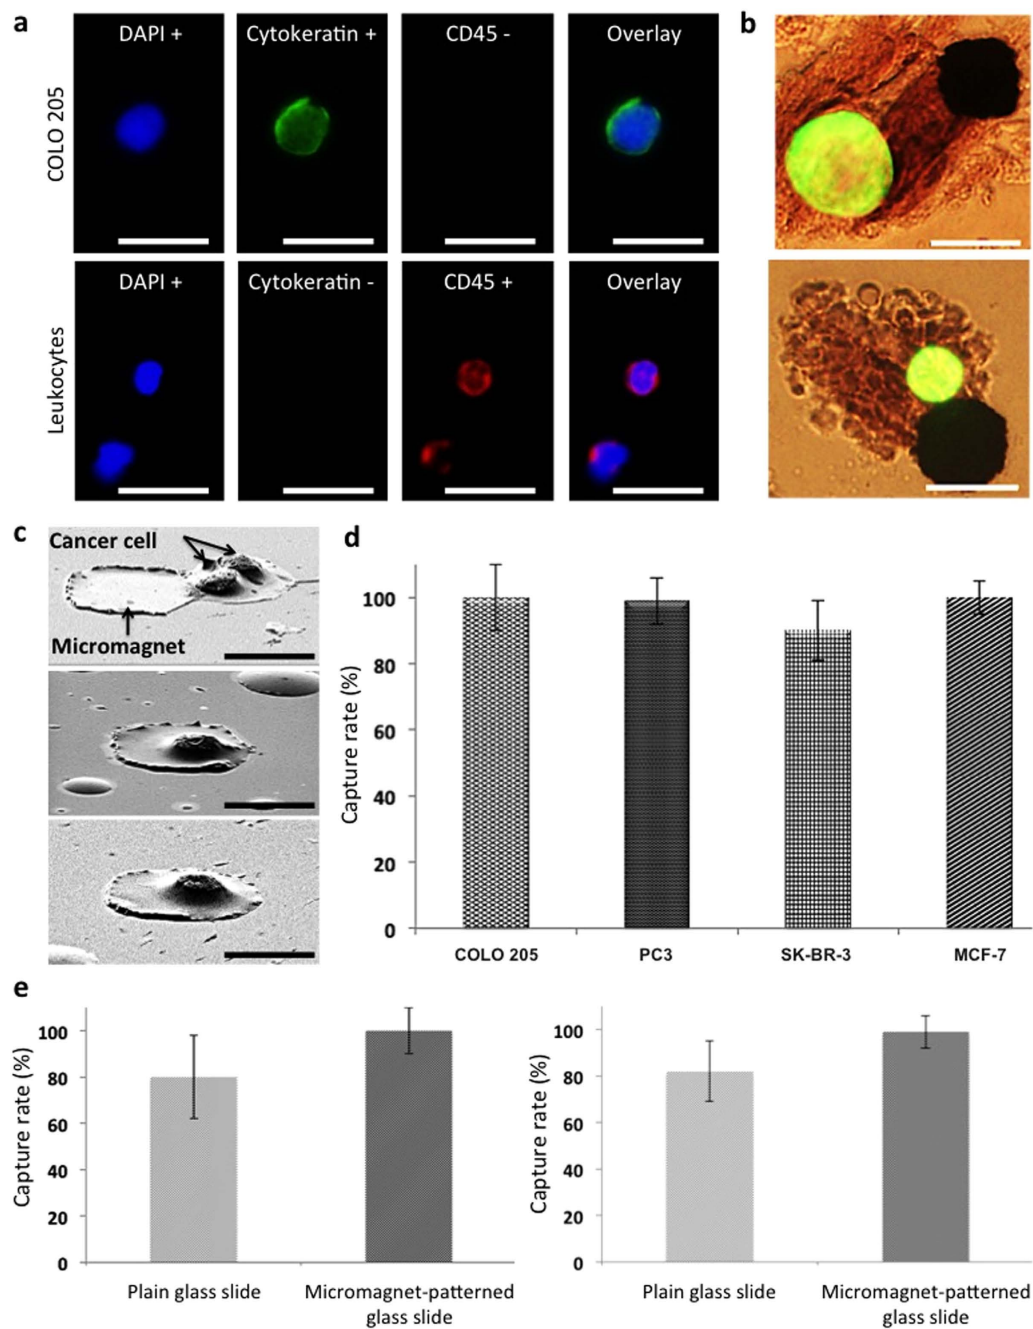 a
DAPI +
Cytokeratin +
CD45 -
Overlay
COLO 205
DAPI +
Cytokeratin -
CD45 +
Overlay
Leukocytes
b
c
Cancer cell
Micromagnet
d
Capture rate (%)
100
80
60
40
20
0
COLO 205
PC3
SK-BR-3
MCF-7
e
Capture rate (%)
100
80
60
40
20
0
Plain glass slide
Micromagnet-patterned
glass slide
Capture rate (%)
100
80
60
40
20
0
Plain glass slide
Micromagnet-patterned
glass slide